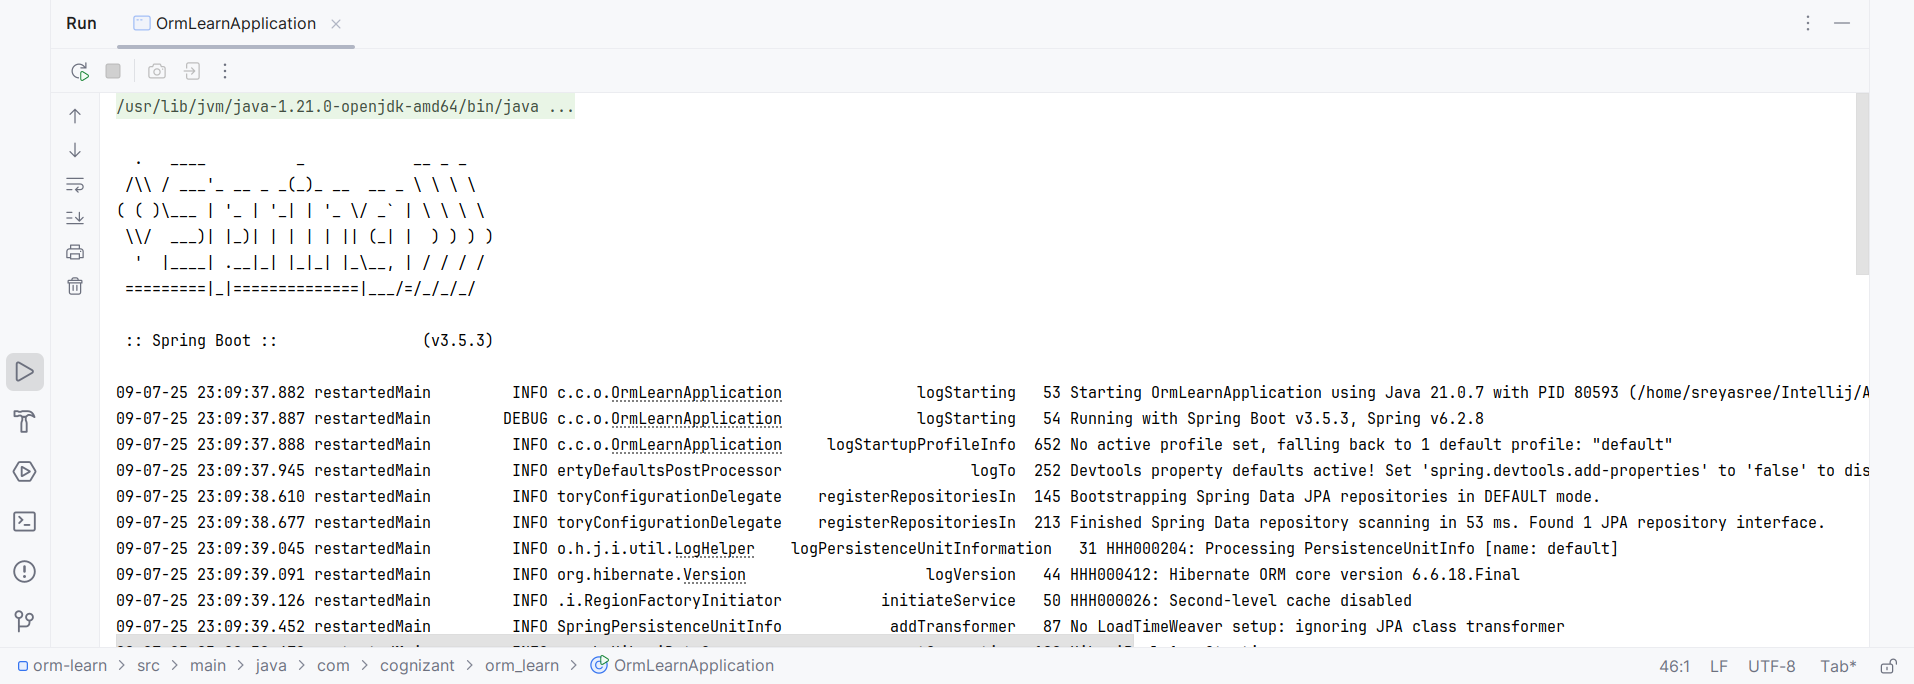 Run OrmLearnApplication
/usr/lib/jvm/java-1.21.0-openjdk-amd64/bin/java ...
  .   ____          _            __ _ _
 /\\ / ___'_ __ _ _(_)_ __  __ _ \ \ \ \
( ( )\___ | '_ | '_| | '_ \/ _` | \ \ \ \
 \\/  ___)| |_)| | | | | || (_| |  ) ) ) )
  '  |____| .__|_| |_|_| |_\__, | / / / /
 =========|_|==============|___/=/_/_/_/
 :: Spring Boot ::                (v3.5.3)
09-07-25 23:09:37.882 restartedMain         INFO c.c.o.OrmLearnApplication               logStarting   53 Starting OrmLearnApplication using Java 21.0.7 with PID 80593 (/home/sreyasree/Intellij/A
09-07-25 23:09:37.887 restartedMain        DEBUG c.c.o.OrmLearnApplication               logStarting   54 Running with Spring Boot v3.5.3, Spring v6.2.8
09-07-25 23:09:37.888 restartedMain         INFO c.c.o.OrmLearnApplication     logStartupProfileInfo  652 No active profile set, falling back to 1 default profile: "default"
09-07-25 23:09:37.945 restartedMain         INFO ertyDefaultsPostProcessor                     logTo  252 Devtools property defaults active! Set 'spring.devtools.add-properties' to 'false' to dis
09-07-25 23:09:38.610 restartedMain         INFO toryConfigurationDelegate    registerRepositoriesIn  145 Bootstrapping Spring Data JPA repositories in DEFAULT mode.
09-07-25 23:09:38.677 restartedMain         INFO toryConfigurationDelegate    registerRepositoriesIn  213 Finished Spring Data repository scanning in 53 ms. Found 1 JPA repository interface.
09-07-25 23:09:39.045 restartedMain         INFO o.h.j.i.util.LogHelper    logPersistenceUnitInformation   31 HHH000204: Processing PersistenceUnitInfo [name: default]
09-07-25 23:09:39.091 restartedMain         INFO org.hibernate.Version                    logVersion   44 HHH000412: Hibernate ORM core version 6.6.18.Final
09-07-25 23:09:39.126 restartedMain         INFO .i.RegionFactoryInitiator           initiateService   50 HHH000026: Second-level cache disabled
09-07-25 23:09:39.452 restartedMain         INFO SpringPersistenceUnitInfo            addTransformer   87 No LoadTimeWeaver setup: ignoring JPA class transformer
orm-learn > src > main > java > com > cognizant > orm_learn > OrmLearnApplication 46:1 LF UTF-8 Tab*